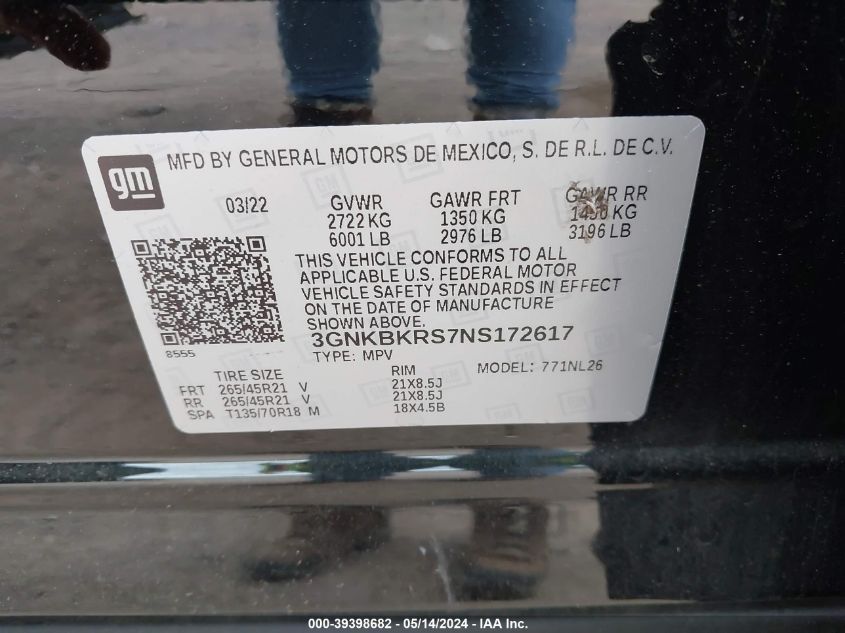 gm
MFD BY GENERAL MOTORS DE MEXICO, S. DE R.L. DE C.V.
03/22 GVWR GAWR FRT GAWR RR
2722 KG 1350 KG 1450 KG
6001 LB 2976 LB 3196 LB
THIS VEHICLE CONFORMS TO ALL
APPLICABLE U.S. FEDERAL MOTOR
VEHICLE SAFETY STANDARDS IN EFFECT
ON THE DATE OF MANUFACTURE
SHOWN ABOVE.
3GNKBKRS7NS172617
8555
TYPE: MPV MODEL: 771NL26
TIRE SIZE RIM
FRT 265/45R21 V 21X8.5J
RR 265/45R21 V 21X8.5J
SPA T135/70R18 M 18X4.5B
000-39398682 - 05/14/2024 - IAA Inc.